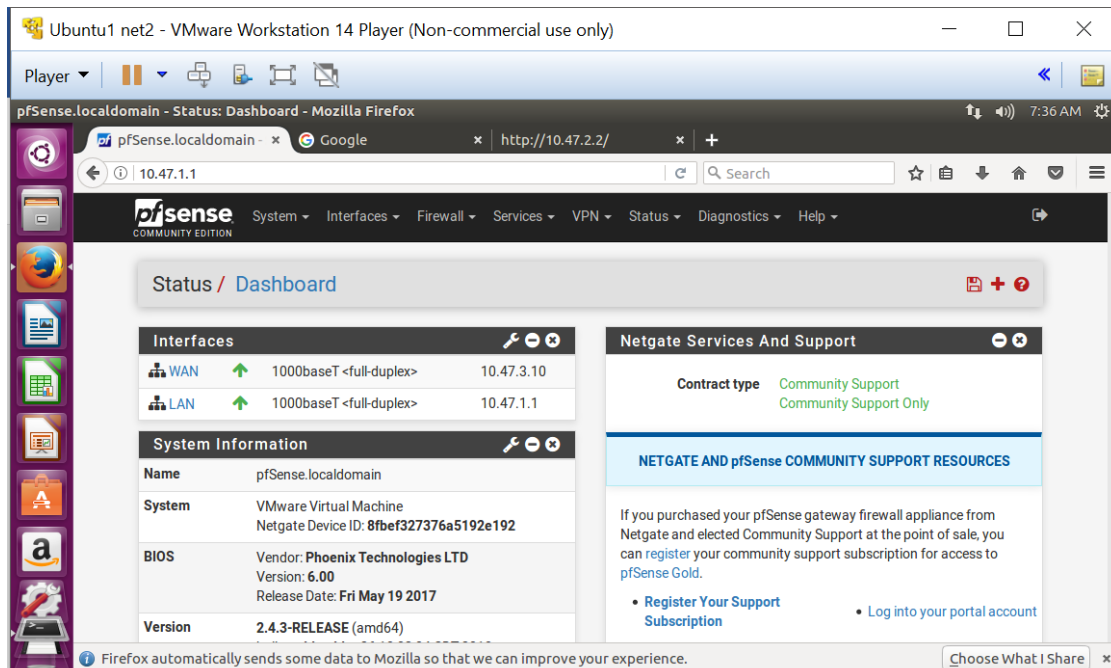 Ubuntu1 net2 - VMware Workstation 14 Player (Non-commercial use only)
Player
pfSense.localdomain - Status: Dashboard - Mozilla Firefox
7:36 AM
pfSense.localdomain -
Google
http://10.47.2.2/
10.47.1.1
Search
pfsense
COMMUNITY EDITION
System
Interfaces
Firewall
Services
VPN
Status
Diagnostics
Help
Status / Dashboard
Interfaces
WAN 1000baseT <full-duplex> 10.47.3.10
LAN 1000baseT <full-duplex> 10.47.1.1
System Information
Name pfSense.localdomain
System VMware Virtual Machine
Netgate Device ID: 8fbef327376a5192e192
BIOS Vendor: Phoenix Technologies LTD
Version: 6.00
Release Date: Fri May 19 2017
Version 2.4.3-RELEASE (amd64)
Netgate Services And Support
Contract type Community Support
Community Support Only
NETGATE AND pfSense COMMUNITY SUPPORT RESOURCES
If you purchased your pfSense gateway firewall appliance from
Netgate and elected Community Support at the point of sale, you
can register your community support subscription for access to
pfSense Gold.
• Register Your Support
Subscription
• Log into your portal account
Firefox automatically sends some data to Mozilla so that we can improve your experience.
Choose What I Share